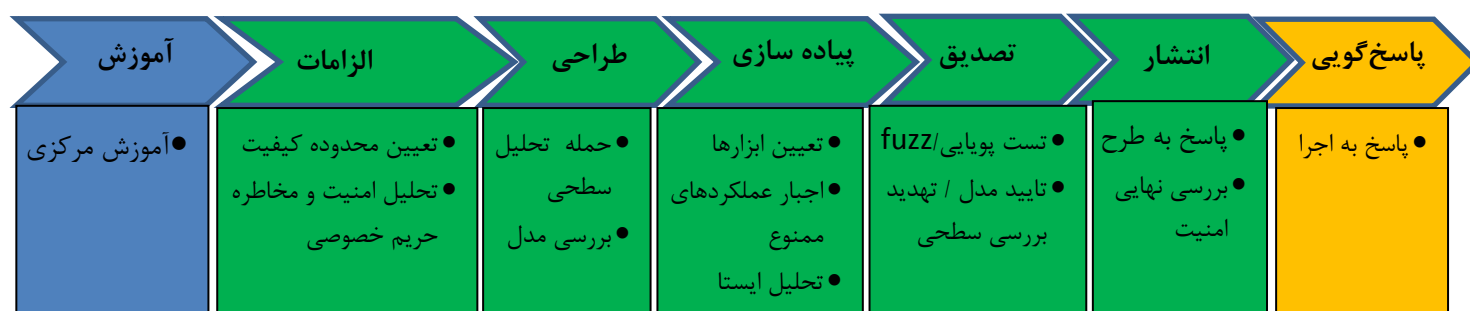 آموزش
الزامات
طراحی
پیاده سازی
تصدیق
انتشار
پاسخ‌گویی
●آموزش مرکزی
●تعیین محدوده کیفیت
●تحلیل امنیت و مخاطره
حریم خصوصی
●حمله تحلیل
سطحی
●بررسی مدل
●تعیین ابزارها
●اجبار عملکردهای
ممنوع
●تحلیل ایستا
●تست پویایی/fuzz
●تایید مدل / تهدید
بررسی سطحی
●پاسخ به طرح
●بررسی نهایی
امنیت
●پاسخ به اجرا